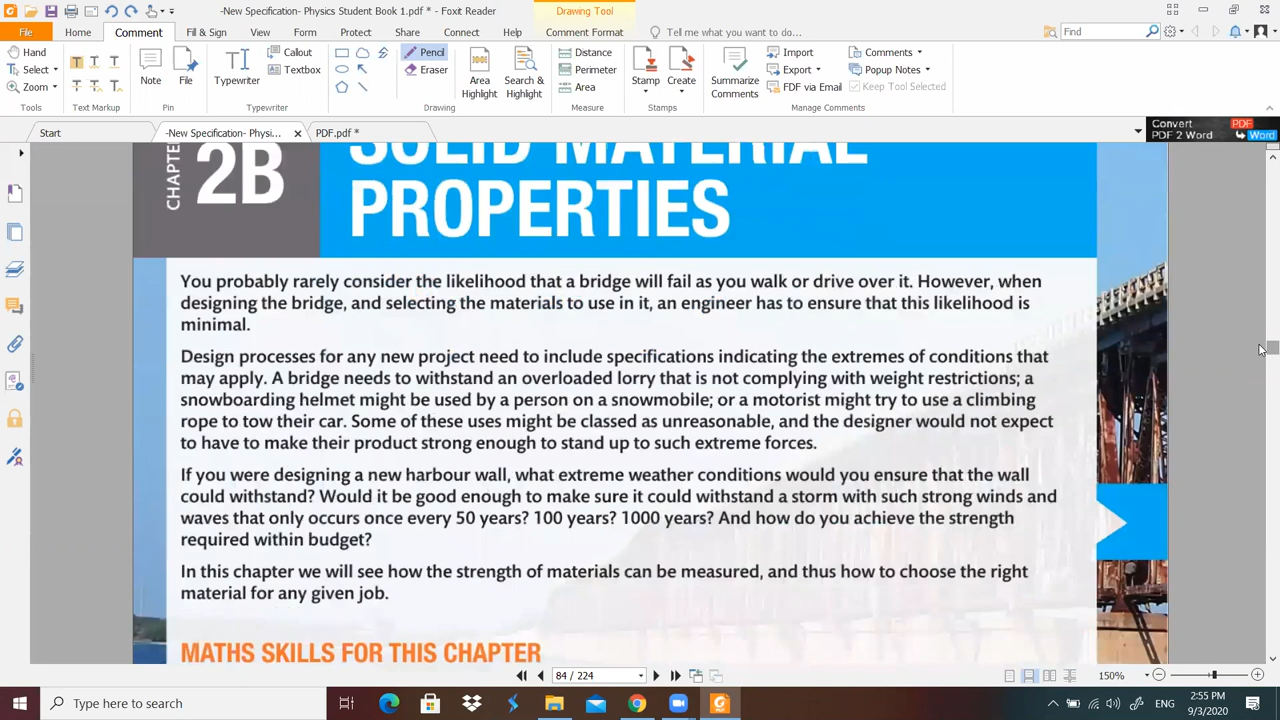 -New Specification- Physics Student Book 1.pdf * - Foxit Reader
Drawing Tool
File Home Comment Fill & Sign View Form Protect Share Connect Help Comment Format Tell me what you want to do... Find
Hand
Select
Zoom
Tools
T T T
T T T
Text Markup
Note
File
Pin
Typewriter
Callout
Textbox
Typewriter
Pencil
Eraser
Drawing
Area
Highlight
Search &
Highlight
Distance
Perimeter
Area
Measure
Stamp
Create
Stamps
Summarize
Comments
Import
Export
FDF via Email
Comments
Popup Notes
Keep Tool Selected
Manage Comments
Start
-New Specification- Physi...
PDF.pdf *
Convert PDF
PDF 2 Word Word
CHAPTER
2B
SOLID MATERIAL
PROPERTIES
You probably rarely consider the likelihood that a bridge will fail as you walk or drive over it. However, when
designing the bridge, and selecting the materials to use in it, an engineer has to ensure that this likelihood is
minimal.
Design processes for any new project need to include specifications indicating the extremes of conditions that
may apply. A bridge needs to withstand an overloaded lorry that is not complying with weight restrictions; a
snowboarding helmet might be used by a person on a snowmobile; or a motorist might try to use a climbing
rope to tow their car. Some of these uses might be classed as unreasonable, and the designer would not expect
to have to make their product strong enough to stand up to such extreme forces.
If you were designing a new harbour wall, what extreme weather conditions would you ensure that the wall
could withstand? Would it be good enough to make sure it could withstand a storm with such strong winds and
waves that only occurs once every 50 years? 100 years? 1000 years? And how do you achieve the strength
required within budget?
In this chapter we will see how the strength of materials can be measured, and thus how to choose the right
material for any given job.
MATHS SKILLS FOR THIS CHAPTER
84 / 224
150%
Type here to search
ENG
2:55 PM
9/3/2020